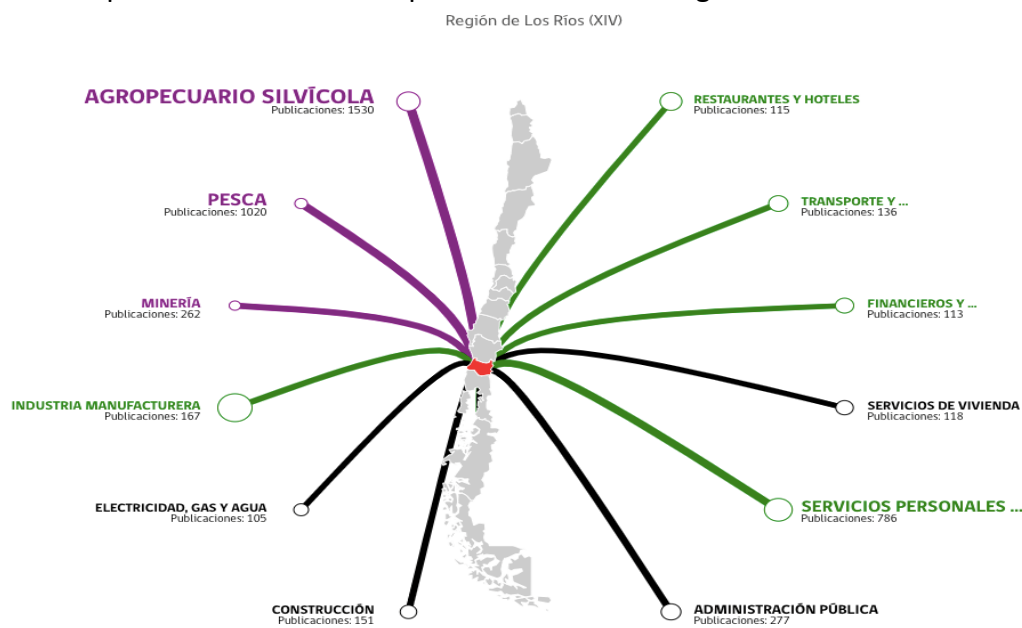 Región de Los Ríos (XIV)
AGROPECUARIO SILVÍCOLA
Publicaciones: 1530
PESCA
Publicaciones: 1020
MINERÍA
Publicaciones: 262
INDUSTRIA MANUFACTURERA
Publicaciones: 167
ELECTRICIDAD, GAS Y AGUA
Publicaciones: 105
CONSTRUCCIÓN
Publicaciones: 151
RESTAURANTES Y HOTELES
Publicaciones: 115
TRANSPORTE Y ...
Publicaciones: 136
FINANCIEROS Y ...
Publicaciones: 113
SERVICIOS DE VIVIENDA
Publicaciones: 118
SERVICIOS PERSONALES ...
Publicaciones: 786
ADMINISTRACIÓN PÚBLICA
Publicaciones: 277